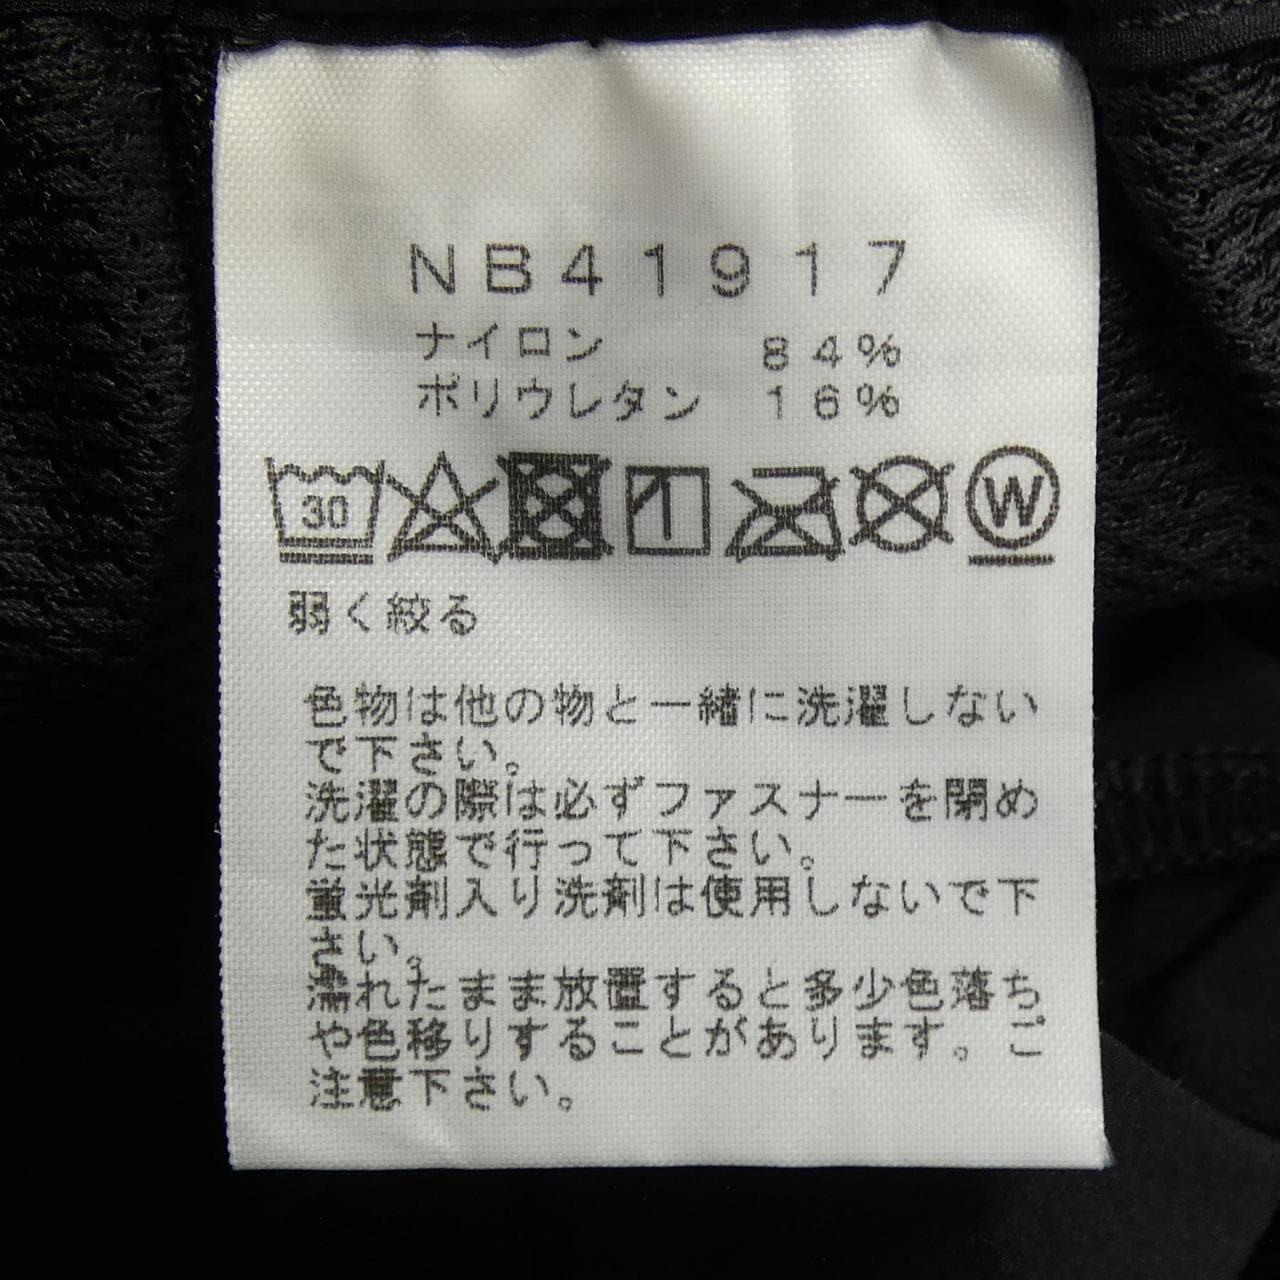 NB41917
ナイロン 84%
ポリウレタン 16%
30 W
弱く絞る
色物は他の物と一緒に洗濯しない
で下さい。
洗濯の際は必ずファスナーを閉め
た状態で行って下さい。
蛍光剤入り洗剤は使用しないで下
さい。
濡れたまま放置すると多少色落ち
や色移りすることがあります。ご
注意下さい。